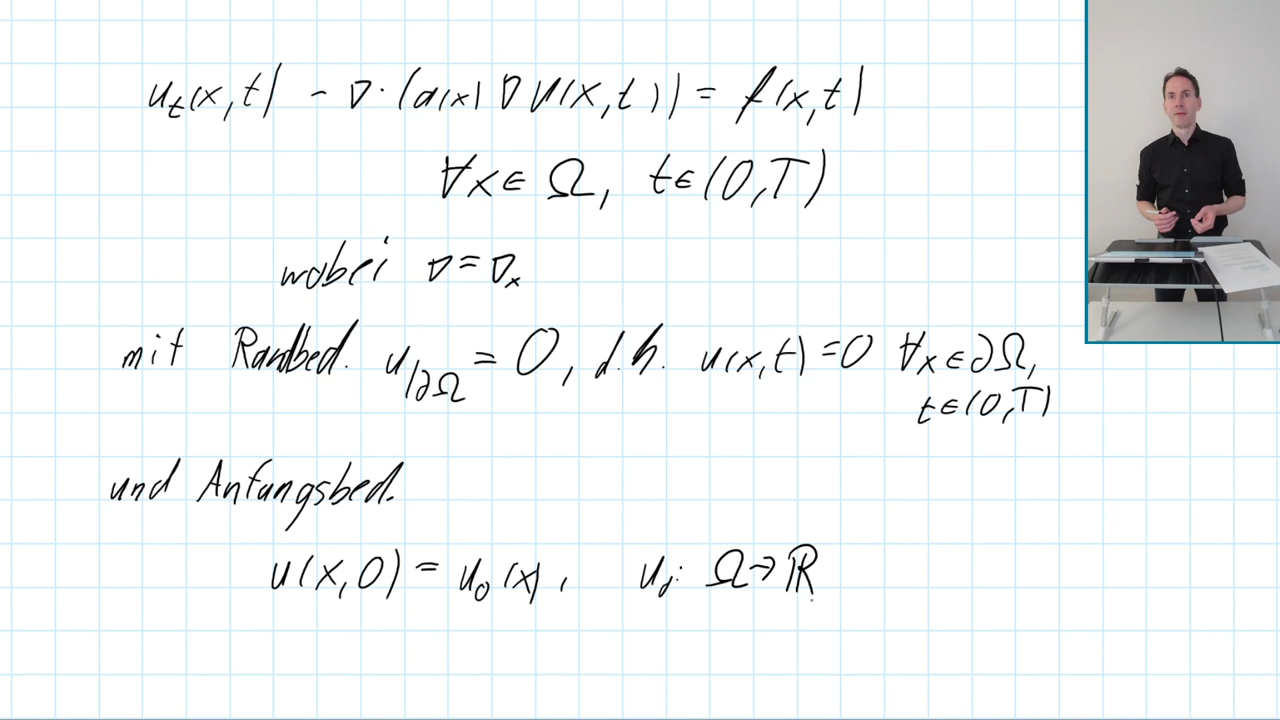 u_t(x,t) - ∇·(a(x)∇u(x,t)) = f(x,t)
∀x∈Ω, t∈(0,T)
wobei ∇=∇_x
mit Randbed. u_{|∂Ω} = 0, d.h. u(x,t)=0 ∀x∈∂Ω,
t∈(0,T)
und Anfangsbed.
u(x,0) = u_0(x), u_0: Ω→ℝ